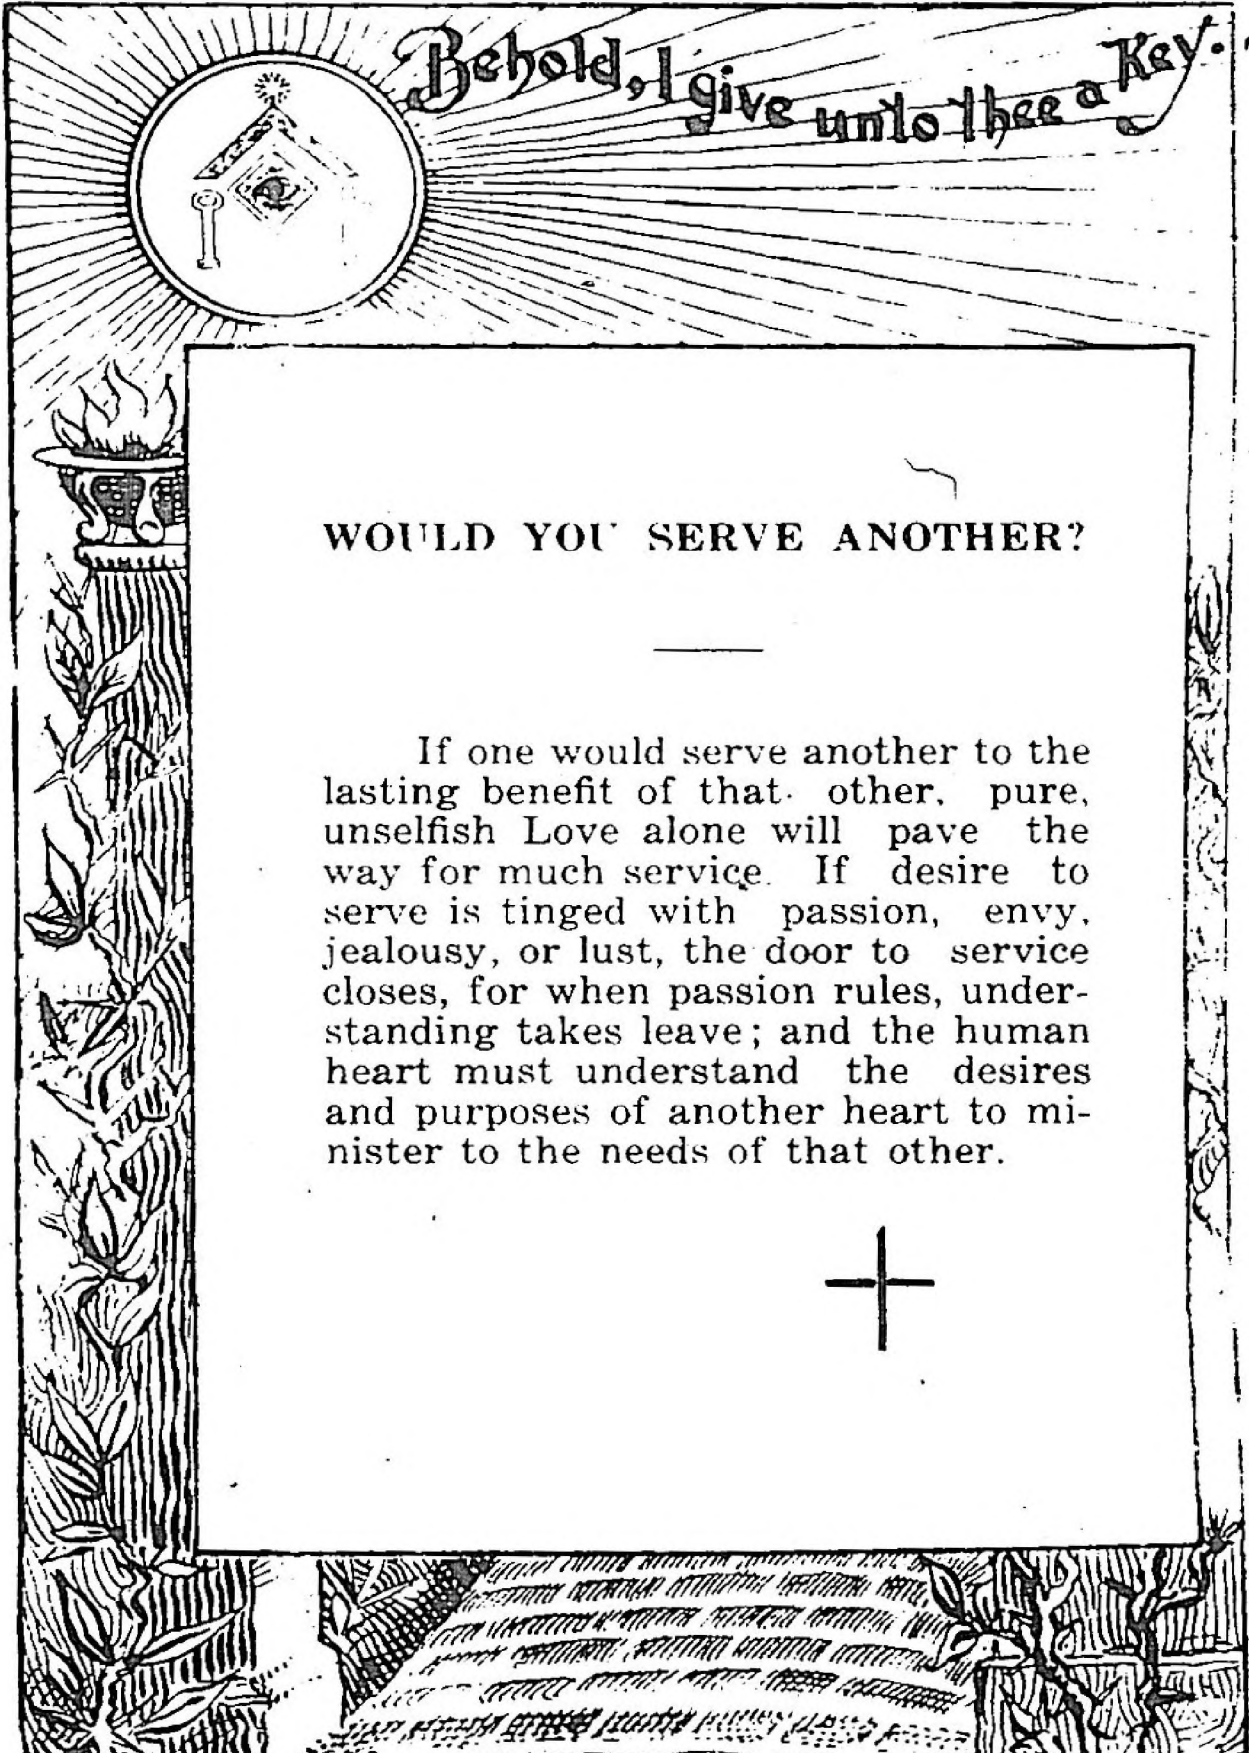 Behold, I give unto thee a Key.
WOULD YOU SERVE ANOTHER?
If one would serve another to the
lasting benefit of that other, pure,
unselfish Love alone will pave the
way for much service. If desire to
serve is tinged with passion, envy,
jealousy, or lust, the door to service
closes, for when passion rules, under-
standing takes leave; and the human
heart must understand the desires
and purposes of another heart to mi-
nister to the needs of that other.